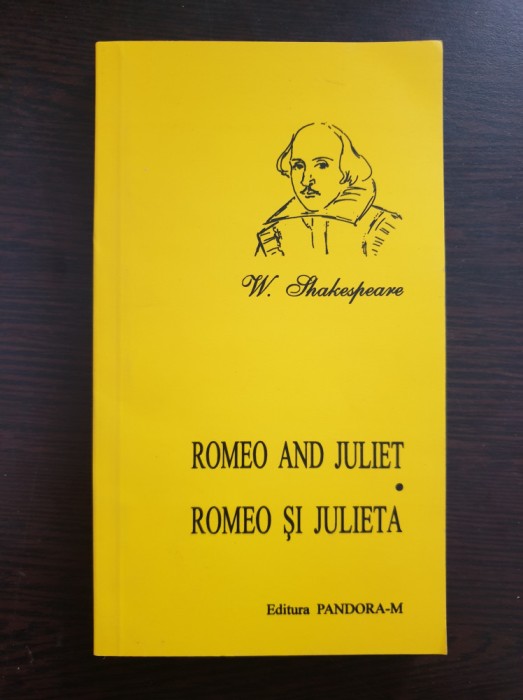 W. Shakespeare
ROMEO AND JULIET
•
ROMEO ŞI JULIETA
Editura PANDORA-M